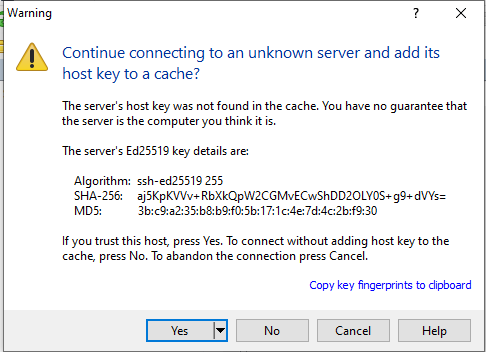 Warning
?
Continue connecting to an unknown server and add its
host key to a cache?
The server's host key was not found in the cache. You have no guarantee that
the server is the computer you think it is.
The server's Ed25519 key details are:
Algorithm: ssh-ed25519 255
SHA-256: aj5KpKVVv+RbXkQpW2CGMvECwShDD2OLY0S+g9+dVYs=
MD5: 3b:c9:a2:35:b8:b9:f0:5b:17:1c:4e:7d:4c:2b:f9:30
If you trust this host, press Yes. To connect without adding host key to the
cache, press No. To abandon the connection press Cancel.
Copy key fingerprints to clipboard
Yes
No
Cancel
Help